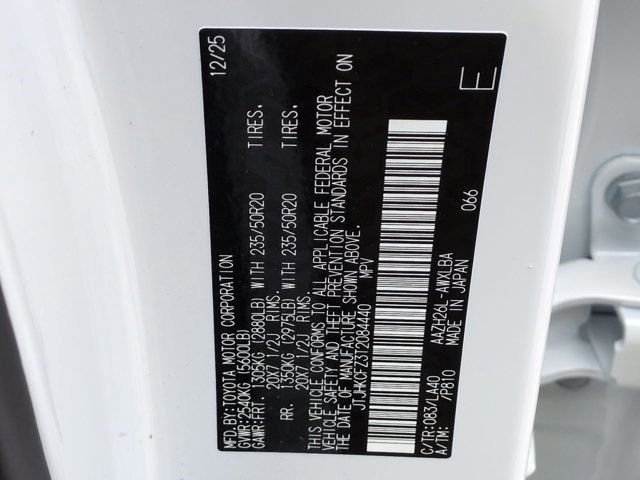 MFD. BY:TOYOTA MOTOR CORPORATION 12/25
GVWR:2540KG (5600LB)
GAWR:FRT. 1305KG (2880LB) WITH 235/50R20 TIRES.
20X7 1/2J RIMS.
RR. 1350KG (2975LB) WITH 235/50R20 TIRES.
20X7 1/2J RIMS.
THIS VEHICLE CONFORMS TO ALL APPLICABLE FEDERAL MOTOR
VEHICLE SAFETY AND THEFT PREVENTION STANDARDS IN EFFECT ON
THE DATE OF MANUFACTURE SHOWN ABOVE.
JTJHKCFZ3T2084440 MPV
C/TR:083/LA40 AAZH26L-AWXLBA 066
A/TM: /P810 MADE IN JAPAN E